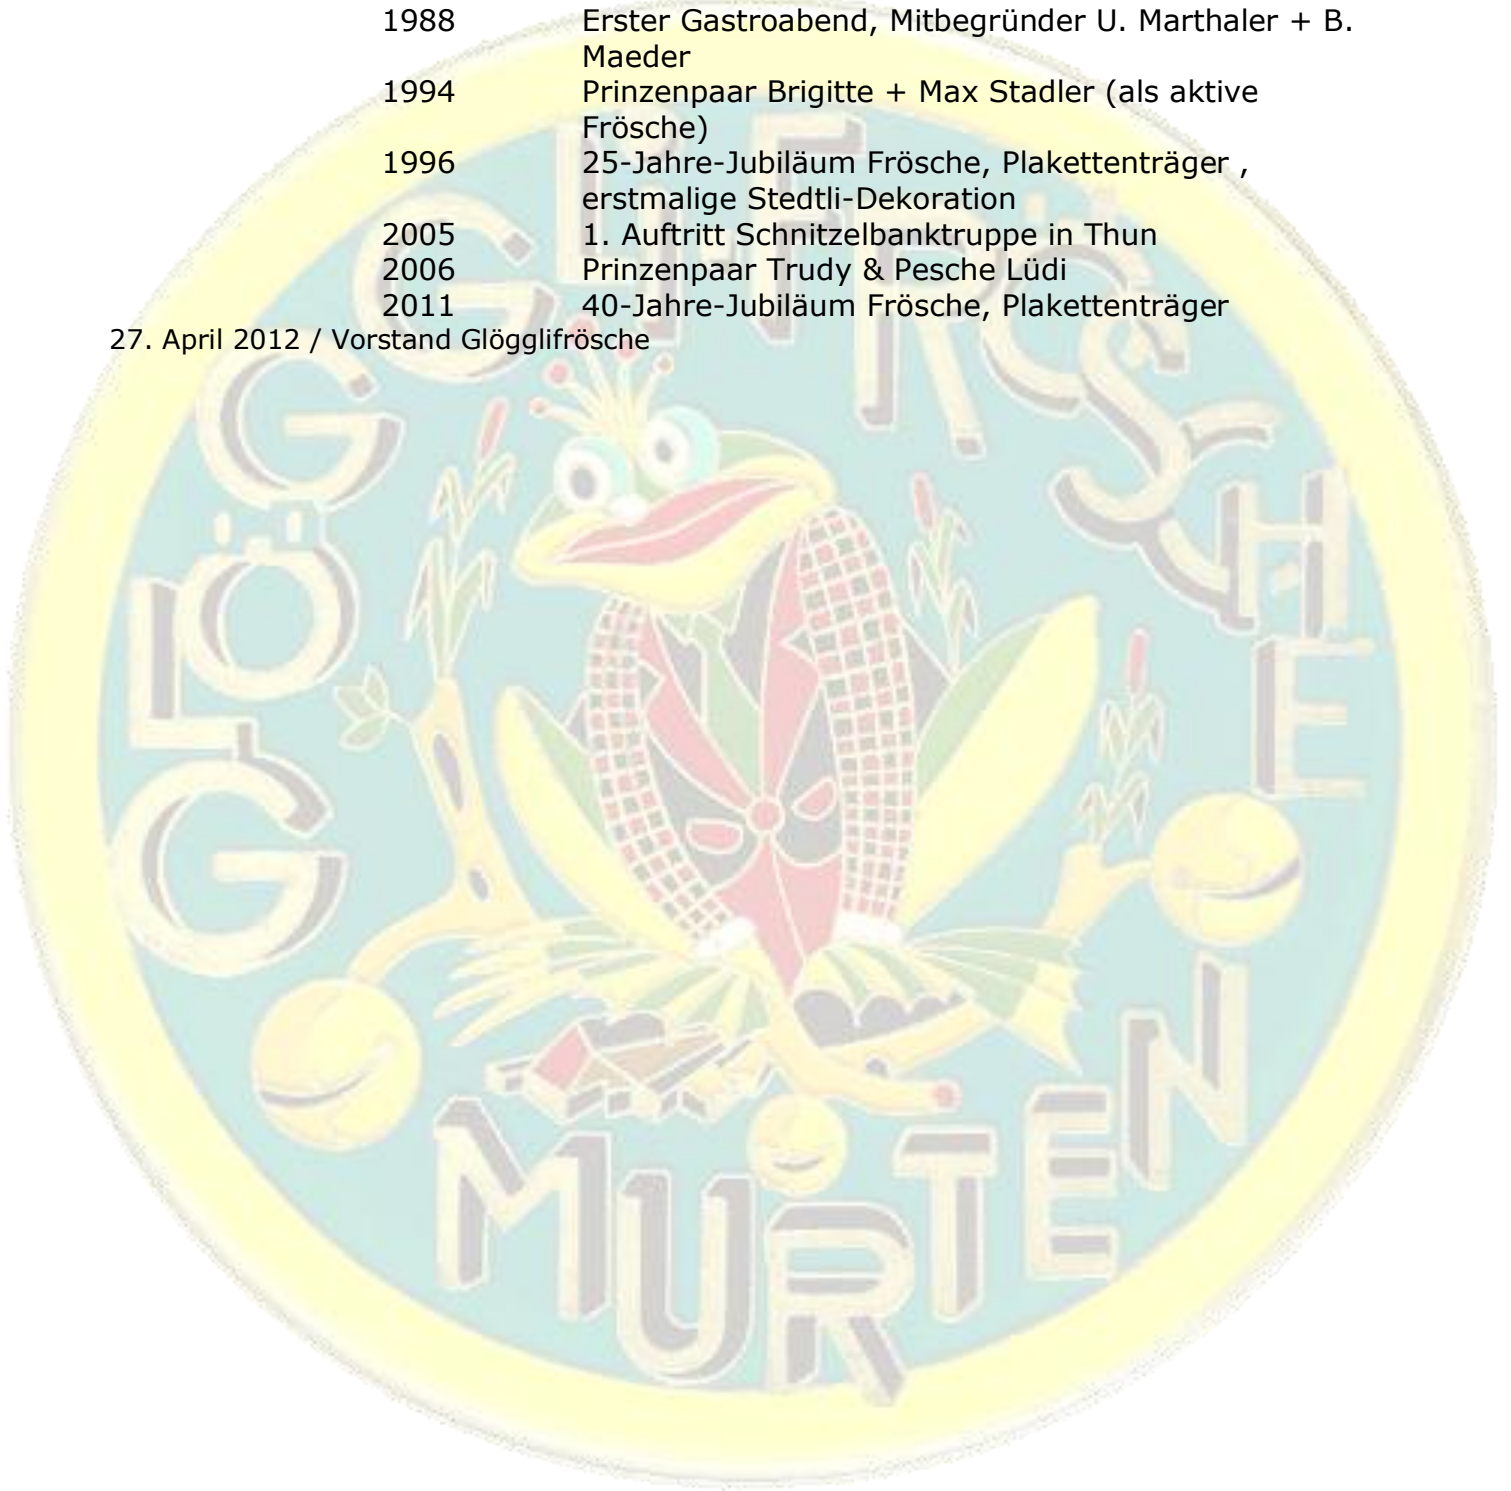 1988 Erster Gastroabend, Mitbegründer U. Marthaler + B.
Maeder
1994 Prinzenpaar Brigitte + Max Stadler (als aktive
Frösche)
1996 25-Jahre-Jubiläum Frösche, Plakettenträger ,
erstmalige Stedtli-Dekoration
2005 1. Auftritt Schnitzelbanktruppe in Thun
2006 Prinzenpaar Trudy & Pesche Lüdi
2011 40-Jahre-Jubiläum Frösche, Plakettenträger
27. April 2012 / Vorstand Glögglifrösche
GLÖGGLI-FRÖSCHE
MURTEN